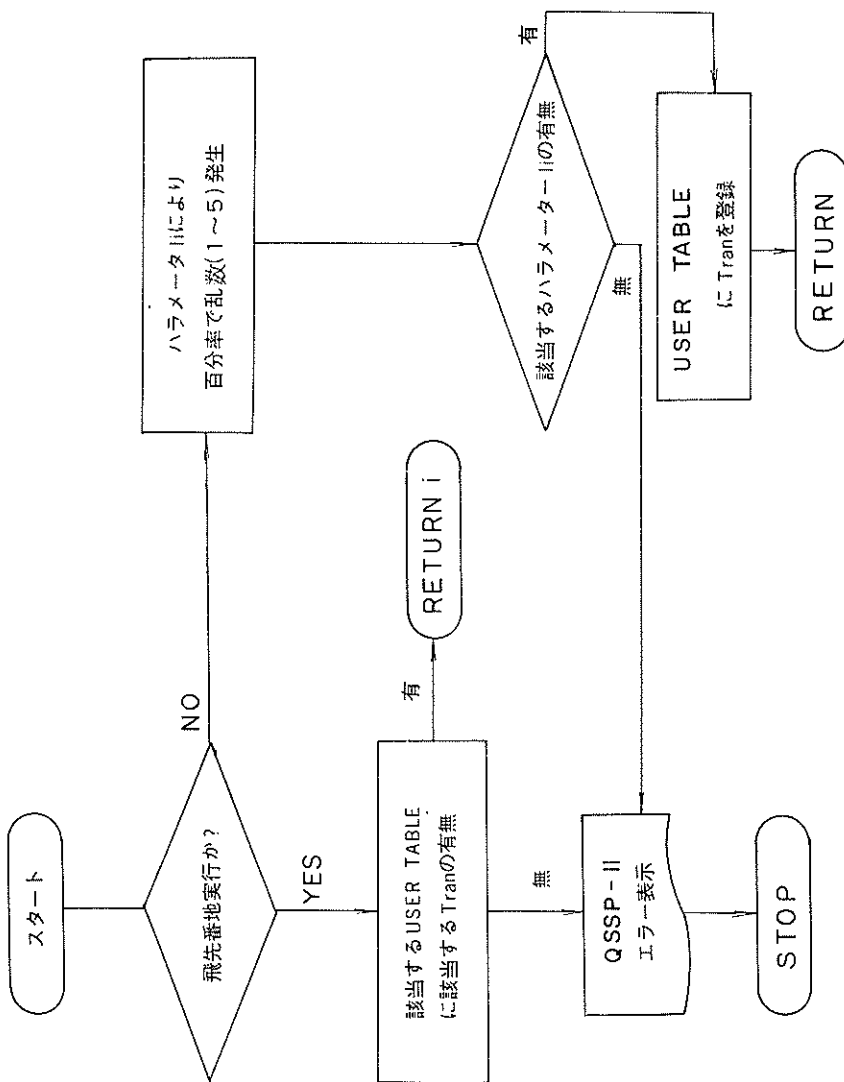 スタート
飛先番地実行か?
NO
YES
ハラメータIiにより
百分率で乱数(1~5)発生
該当するUSER TABLE
に該当するTranの有無
有
RETURN i
無
該当するハラメーターIiの有無
有
無
QSSP-II
エラー表示
STOP
USER TABLE
に Tranを登録
RETURN